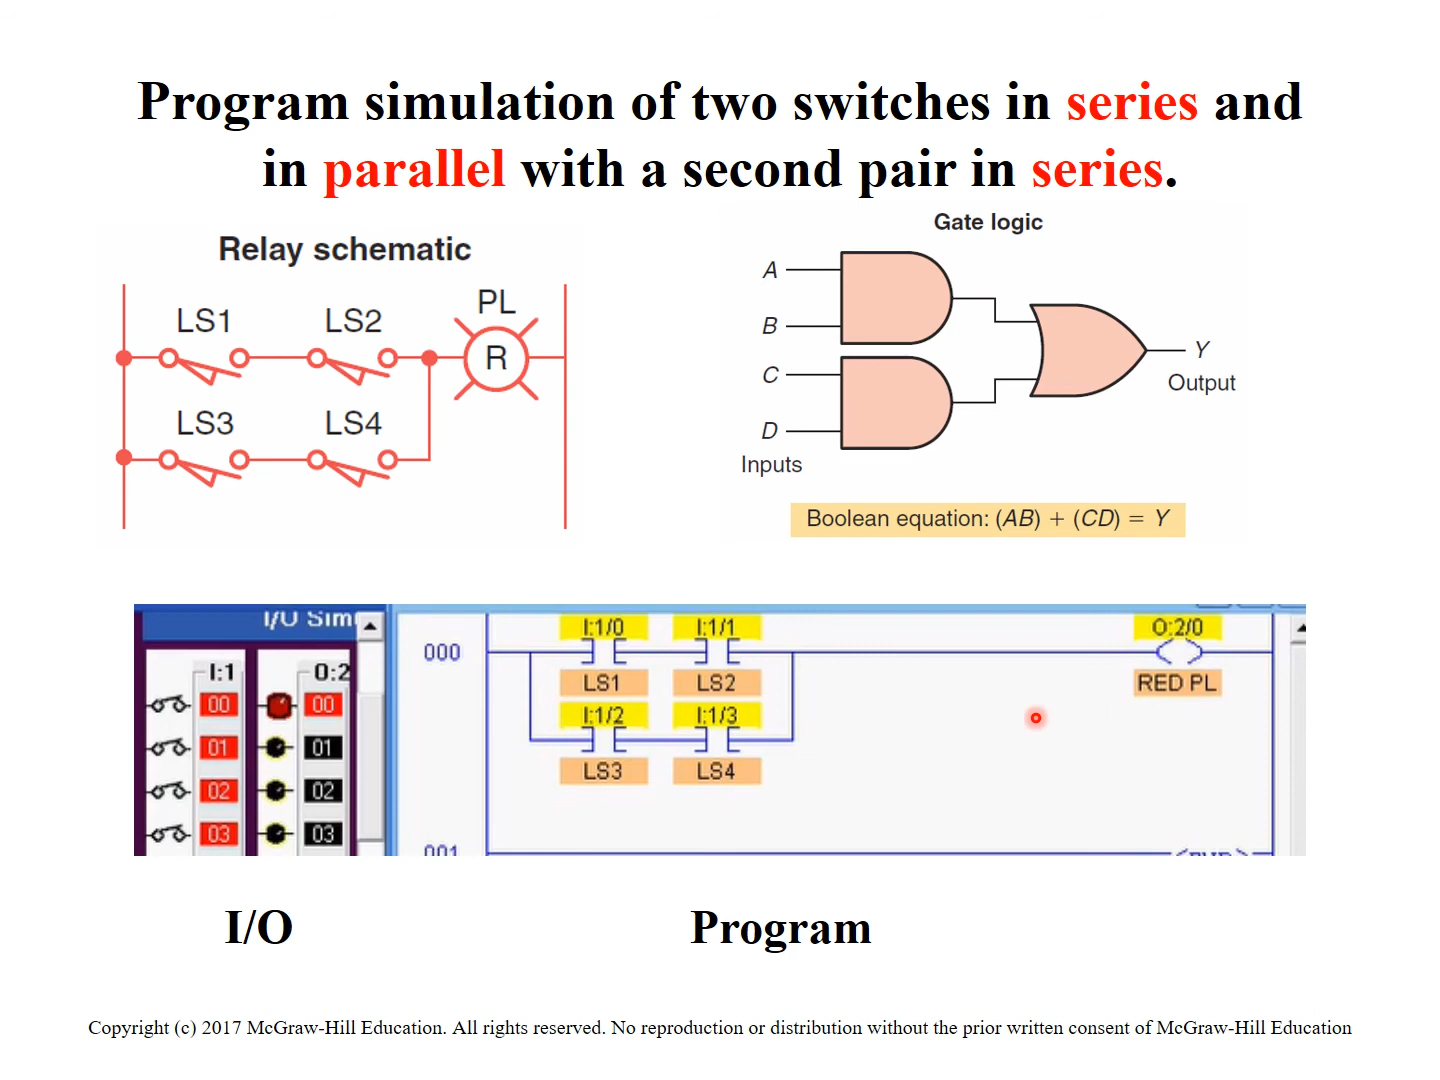 Program simulation of two switches in series and
in parallel with a second pair in series.
Relay schematic
LS1 LS2 PL
R
LS3 LS4
Gate logic
A
B
C
D
Inputs
Y
Output
Boolean equation: (AB) + (CD) = Y
I/O Sim
I:1 O:2
00 00
01 01
02 02
03 03
000
I:1/0 I:1/1 O:2/0
LS1 LS2 RED PL
I:1/2 I:1/3
LS3 LS4
001
I/O Program
Copyright (c) 2017 McGraw-Hill Education. All rights reserved. No reproduction or distribution without the prior written consent of McGraw-Hill Education